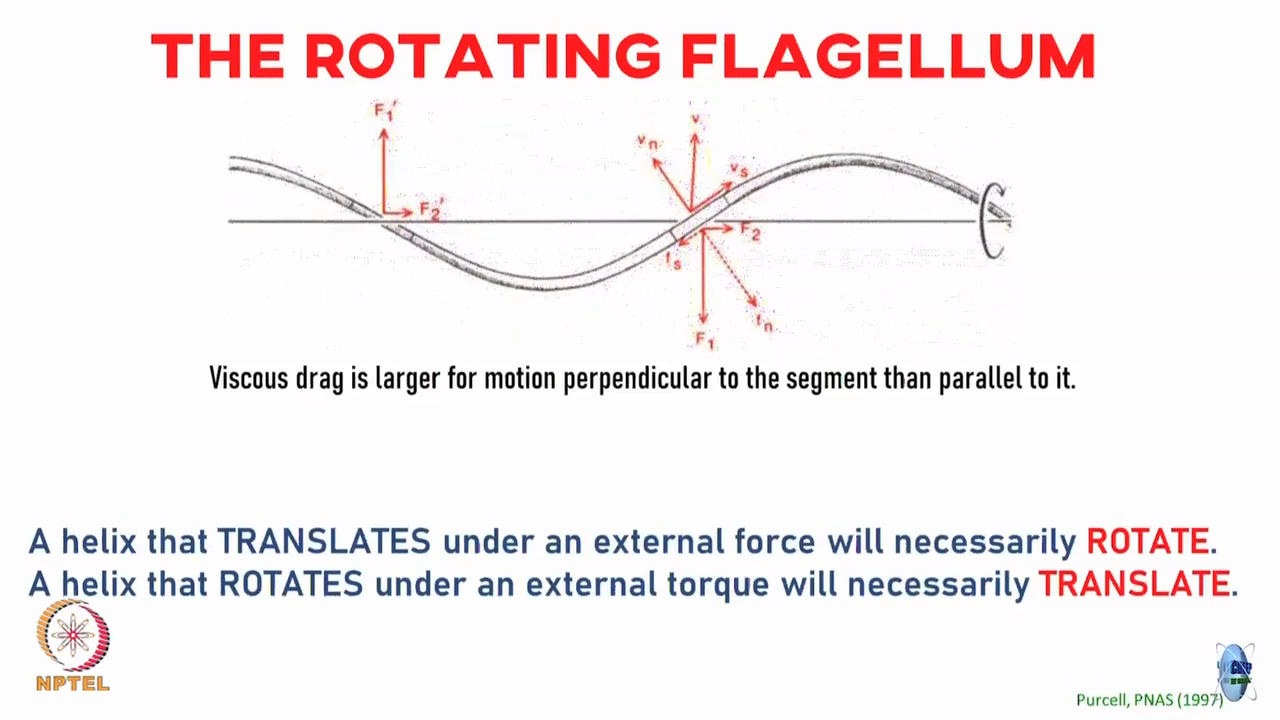 THE ROTATING FLAGELLUM
F₁′
F₂′
vₙ
v
vₛ
F₂
fₛ
F₁
fₙ
Viscous drag is larger for motion perpendicular to the segment than parallel to it.
A helix that TRANSLATES under an external force will necessarily ROTATE.
A helix that ROTATES under an external torque will necessarily TRANSLATE.
NPTEL
Purcell, PNAS (1997)